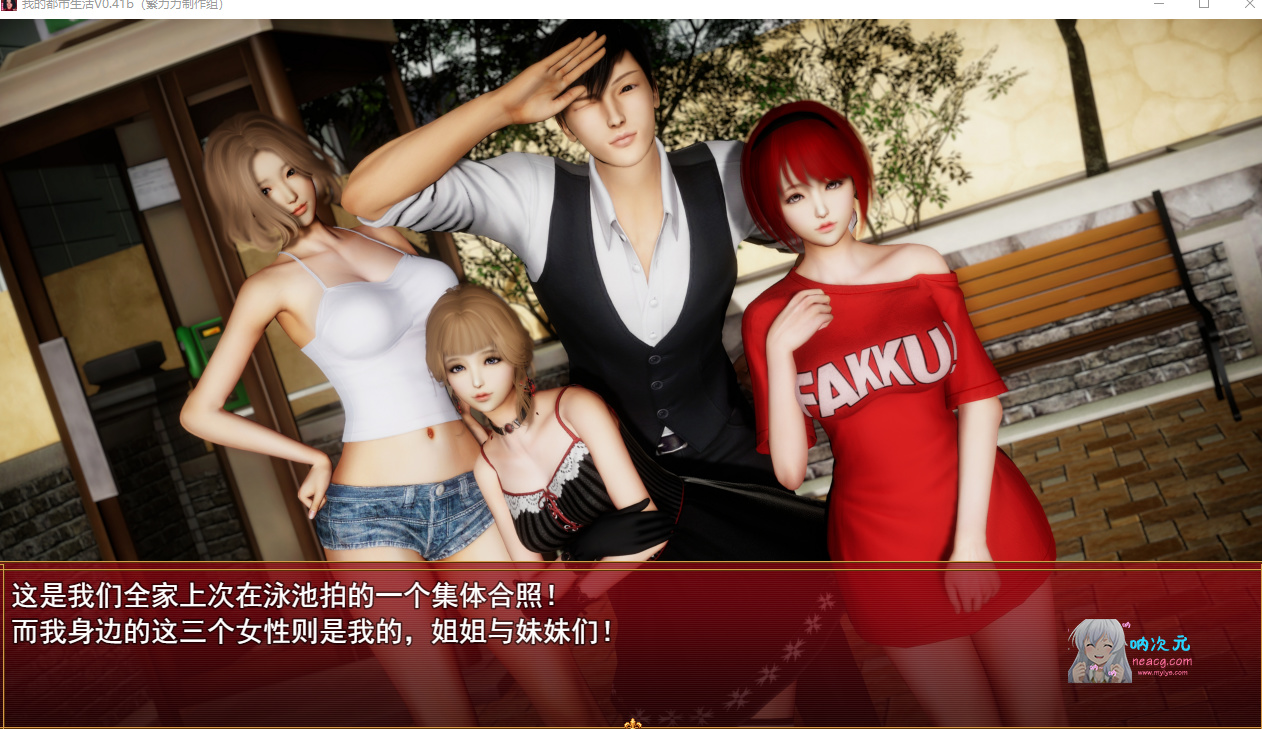 我的都市生活V0.41b（繁力力制作组）
FAKKU!
这是我们全家上次在泳池拍的一个集体合照！
而我身边的这三个女性则是我的，姐姐与妹妹们！
呐次元
neacg.com
www.myiye.com